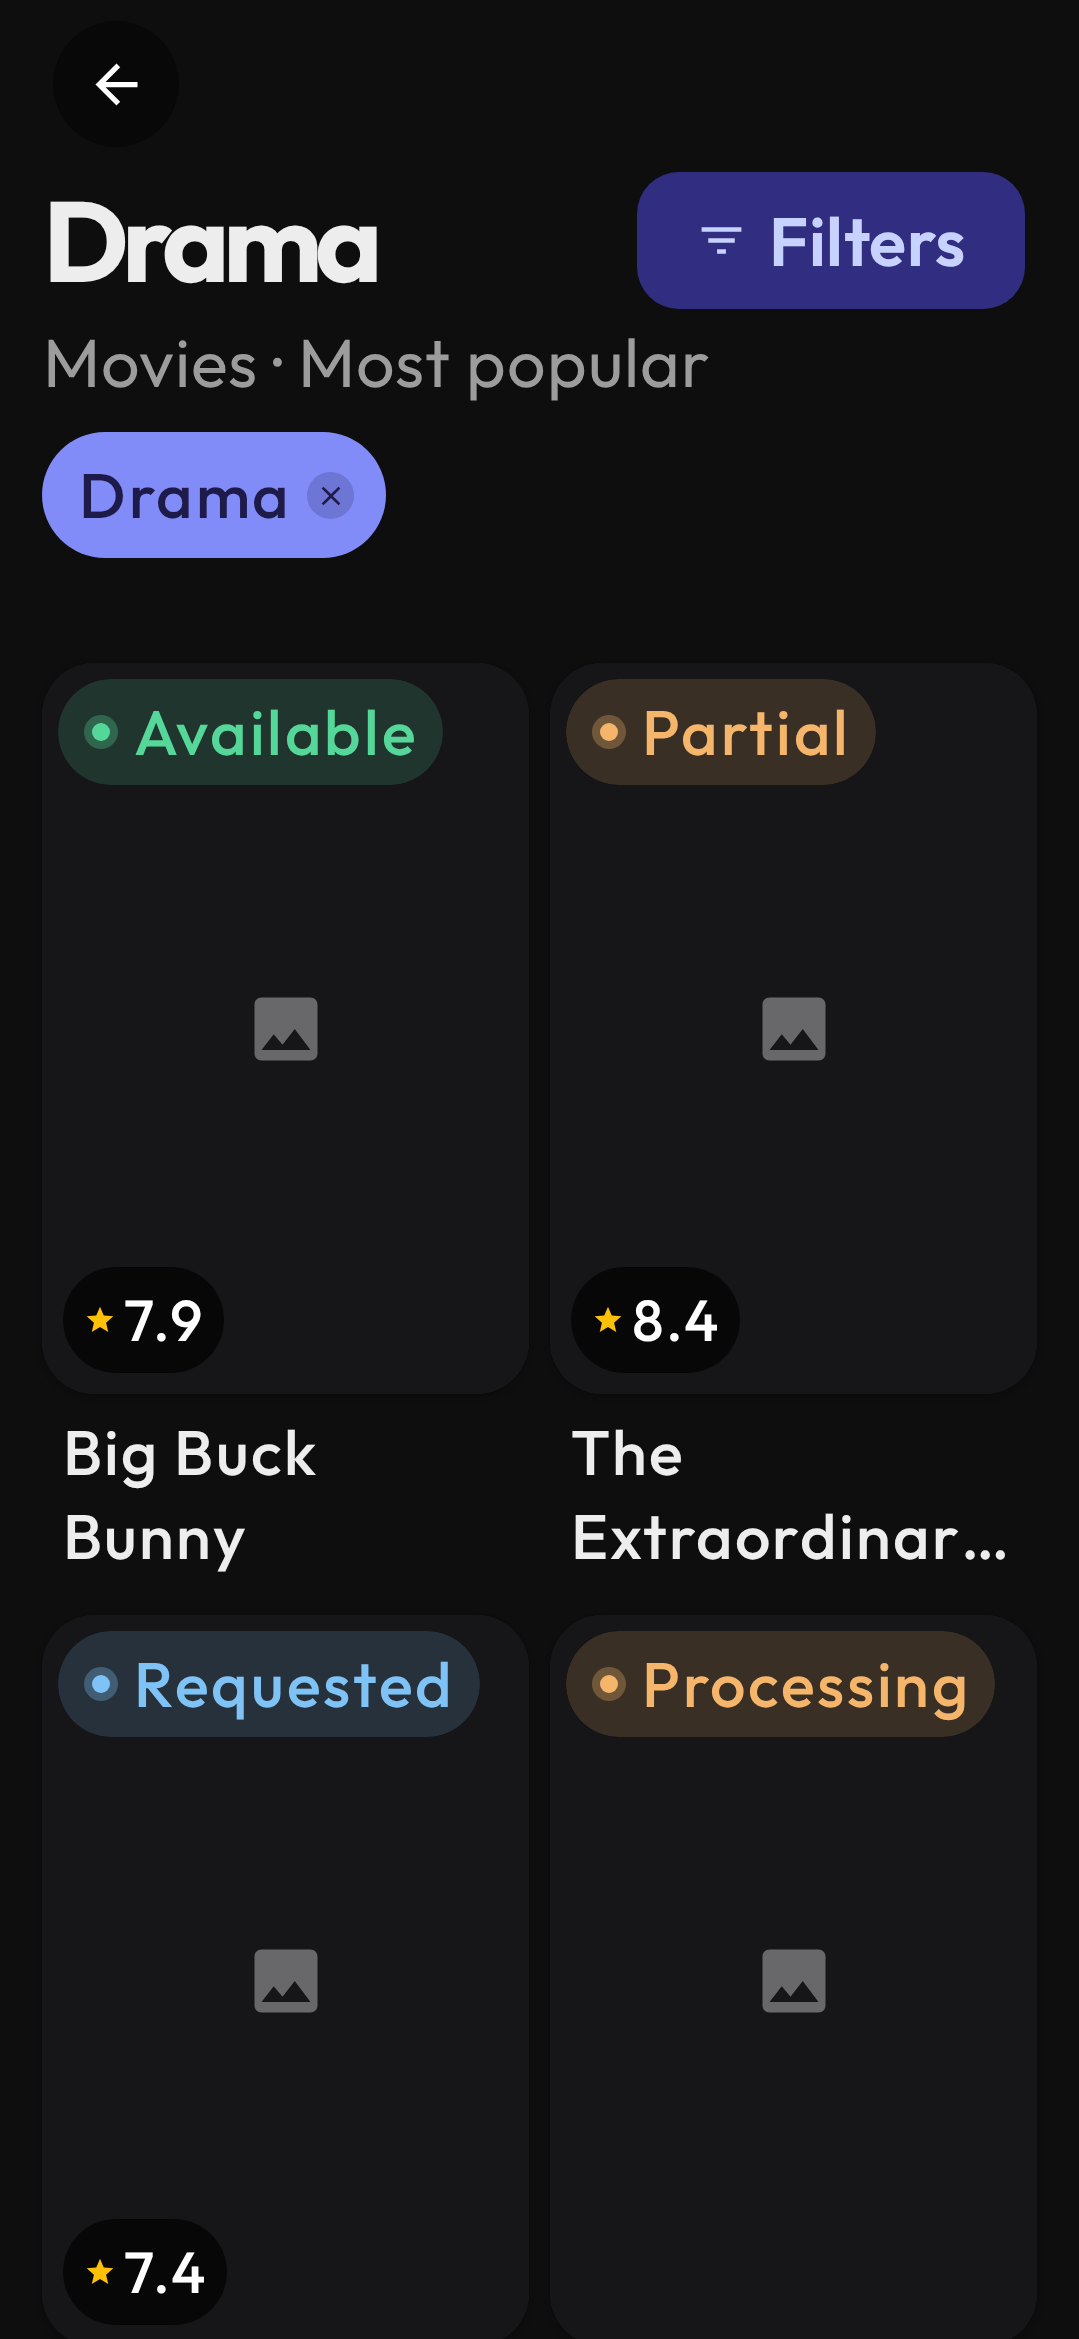 Drama
Filters
Movies · Most popular
Drama
Available
Partial
7.9
8.4
Big Buck
Bunny
The
Extraordinar...
Requested
Processing
7.4